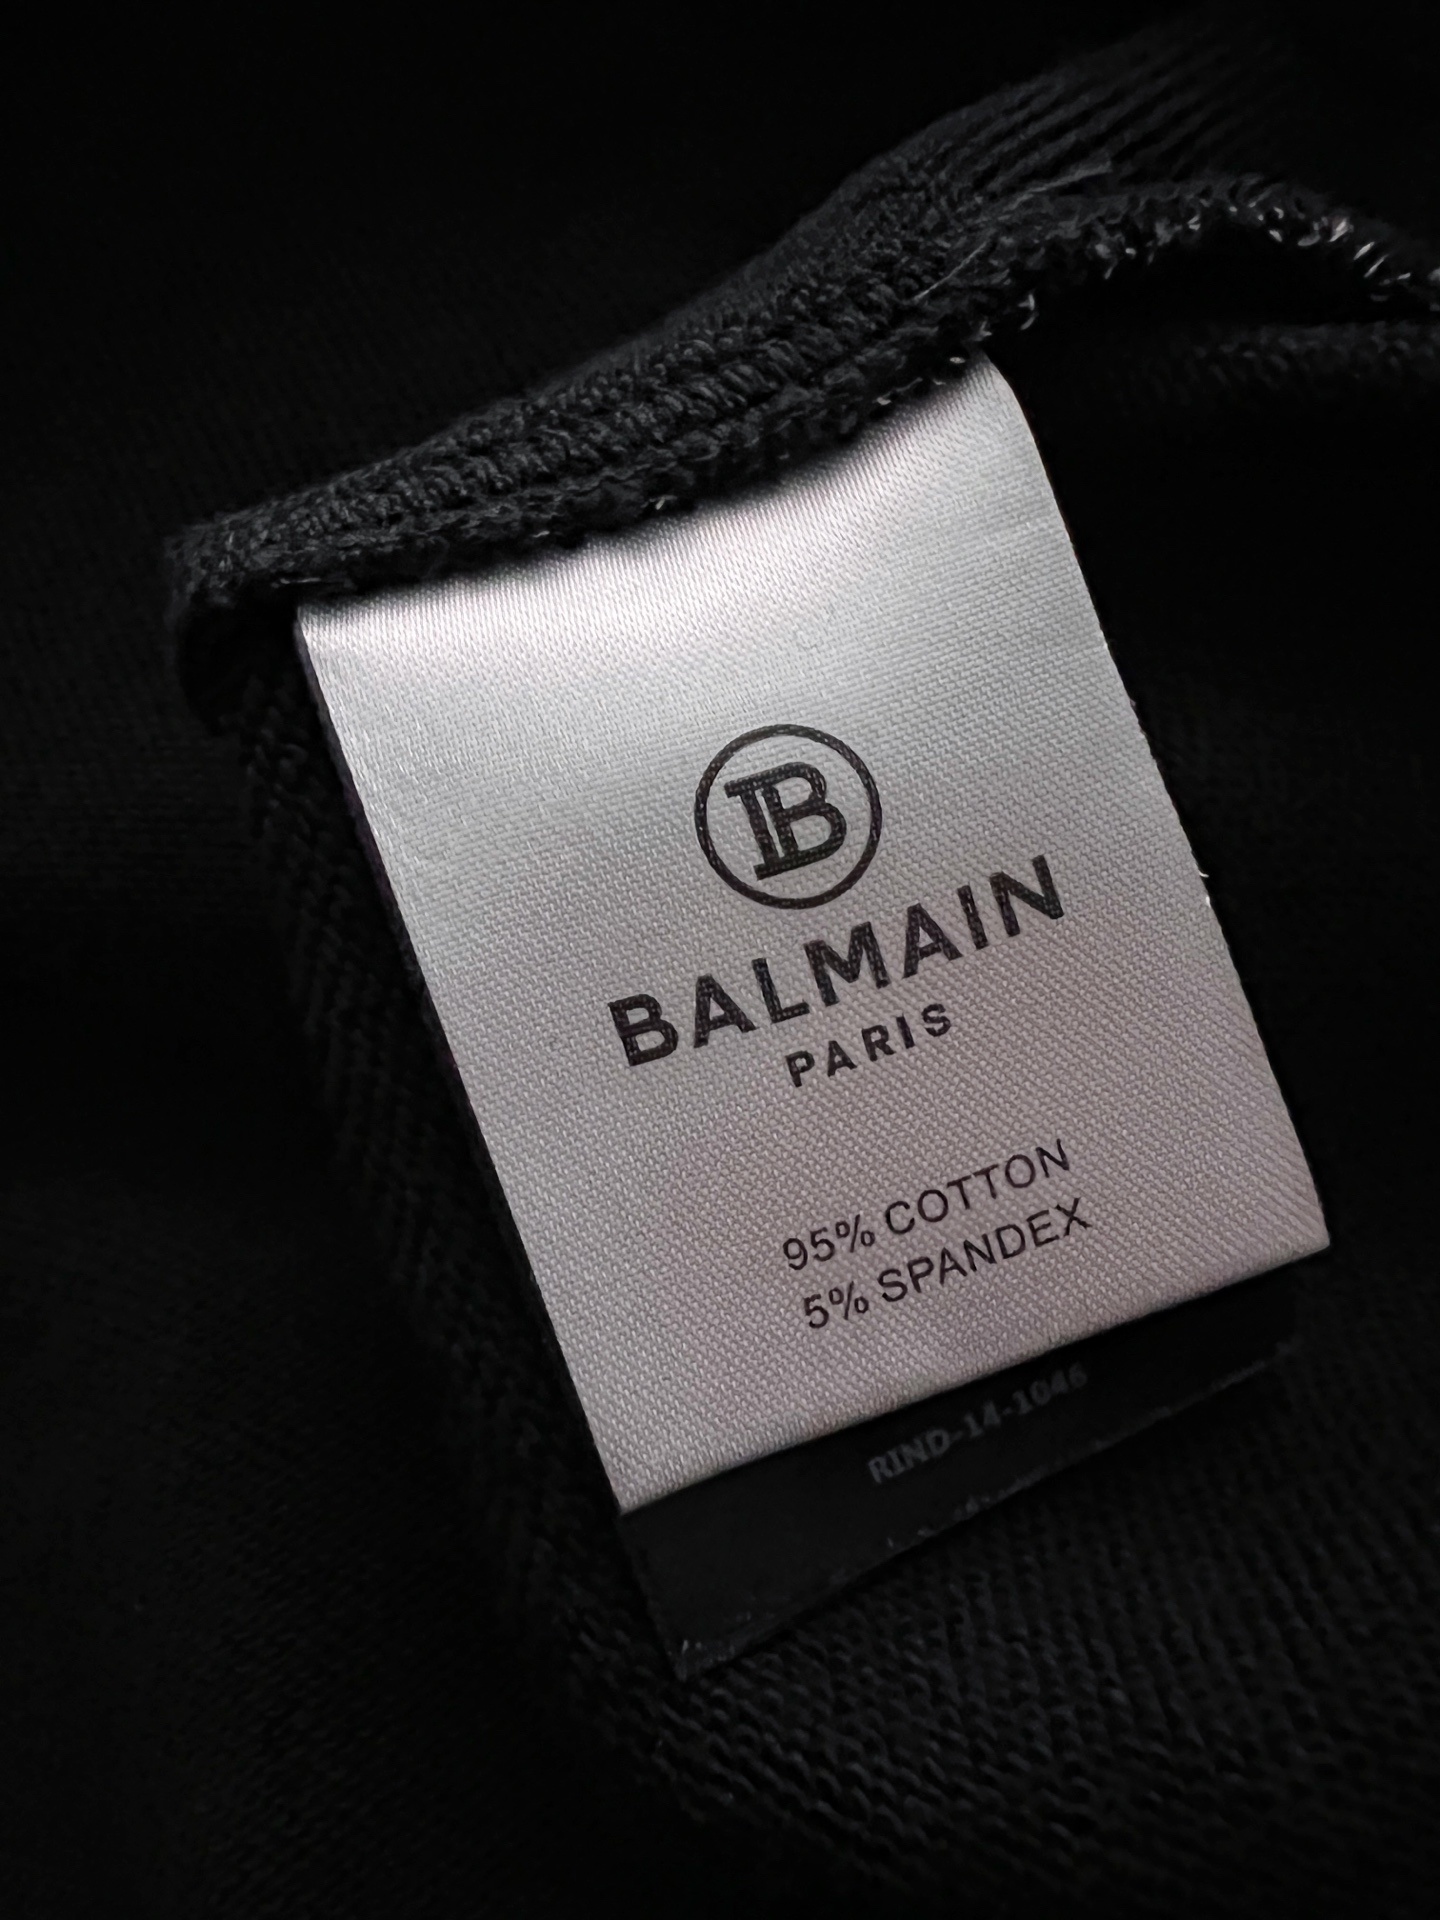 B
BALMAIN
PARIS
95% COTTON
5% SPANDEX
RIND-14-1046